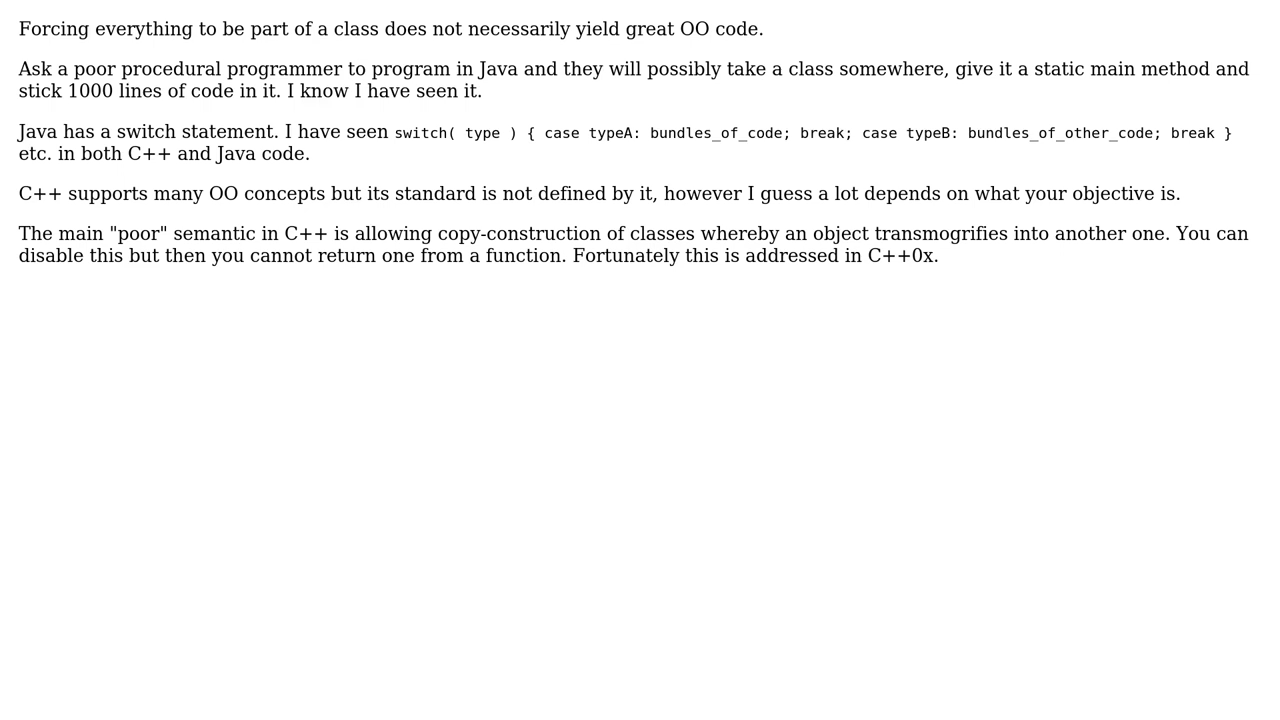 Forcing everything to be part of a class does not necessarily yield great OO code.
Ask a poor procedural programmer to program in Java and they will possibly take a class somewhere, give it a static main method and
stick 1000 lines of code in it. I know I have seen it.
Java has a switch statement. I have seen switch( type ) { case typeA: bundles_of_code; break; case typeB: bundles_of_other_code; break }
etc. in both C++ and Java code.
C++ supports many OO concepts but its standard is not defined by it, however I guess a lot depends on what your objective is.
The main "poor" semantic in C++ is allowing copy-construction of classes whereby an object transmogrifies into another one. You can
disable this but then you cannot return one from a function. Fortunately this is addressed in C++0x.